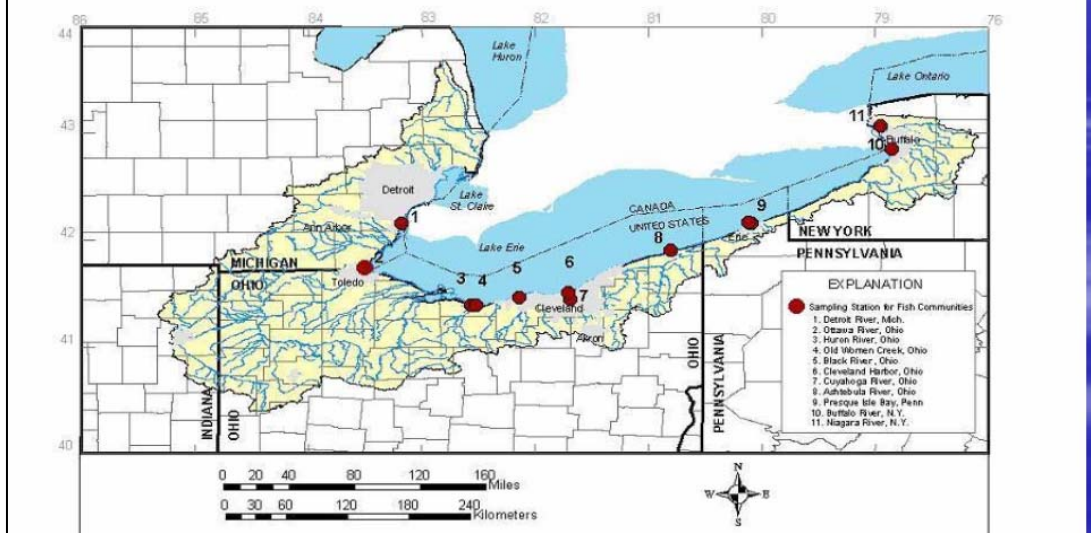 86 85 84 83 82 81 80 79 76
44
Lake
Huron
Lake Ontario
43
11
Buffalo
10
Detroit
Lake
St. Claire
1
CANADA
UNITED STATES
9
Ann Arbor
Lake Erie
8
Erie
NEW YORK
42
PENNSYLVANIA
MICHIGAN
OHIO
2
Toledo
3 4 5 6
7
Cleveland
Akron
41
INDIANA
OHIO
OHIO
PENNSYLVANIA
40
EXPLANATION
Sampling Station for Fish Communities
1. Detroit River, Mich.
2. Ottawa River, Ohio
3. Huron River, Ohio
4. Old Women Creek, Ohio
5. Black River, Ohio
6. Cleveland Harbor, Ohio
7. Cuyahoga River, Ohio
8. Ashtebula River, Ohio
9. Presque Isle Bay, Penn
10. Buffalo River, N.Y.
11. Niagara River, N.Y.
0 20 40 80 120 160
Miles
0 30 60 120 180 240
Kilometers
N
W E
S